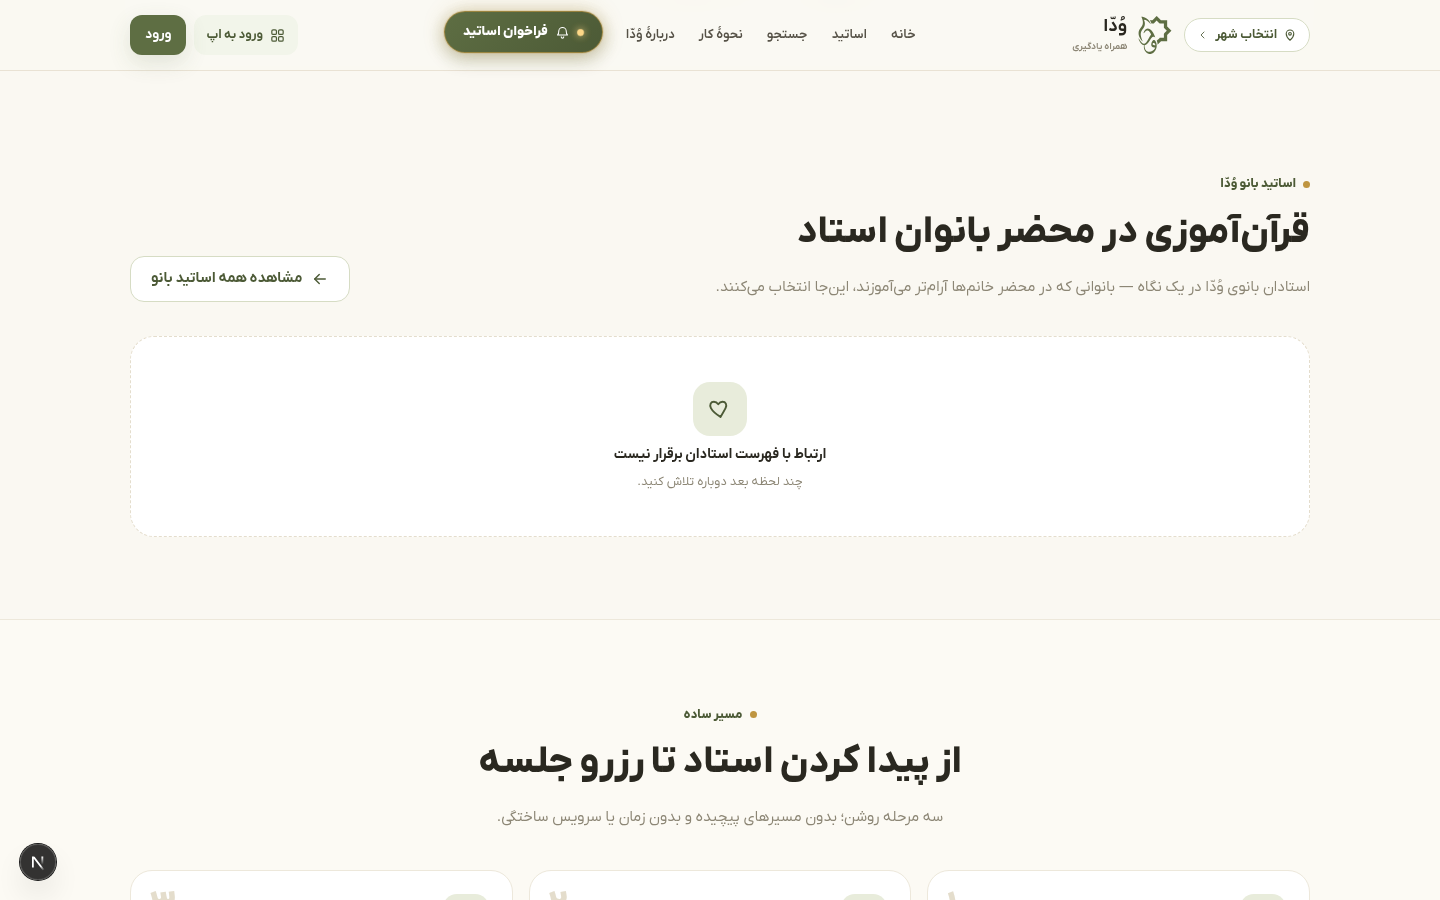 انتخاب شهر
وُدّا
همراه یادگیری
خانه
اساتید
جستجو
نحوهٔ کار
دربارهٔ وُدّا
فراخوان اساتید
ورود به اپ
ورود
اساتید بانو وُدّا
قرآن‌آموزی در محضر بانوان استاد
استادان بانوی وُدّا در یک نگاه — بانوانی که در محضر خانم‌ها آرام‌تر می‌آموزند، این‌جا انتخاب می‌کنند.
مشاهده همه اساتید بانو
ارتباط با فهرست استادان برقرار نیست
چند لحظه بعد دوباره تلاش کنید.
مسیر ساده
از پیدا کردن استاد تا رزرو جلسه
سه مرحله روشن؛ بدون مسیرهای پیچیده و بدون زمان یا سرویس ساختگی.
۱
۲
۳
N